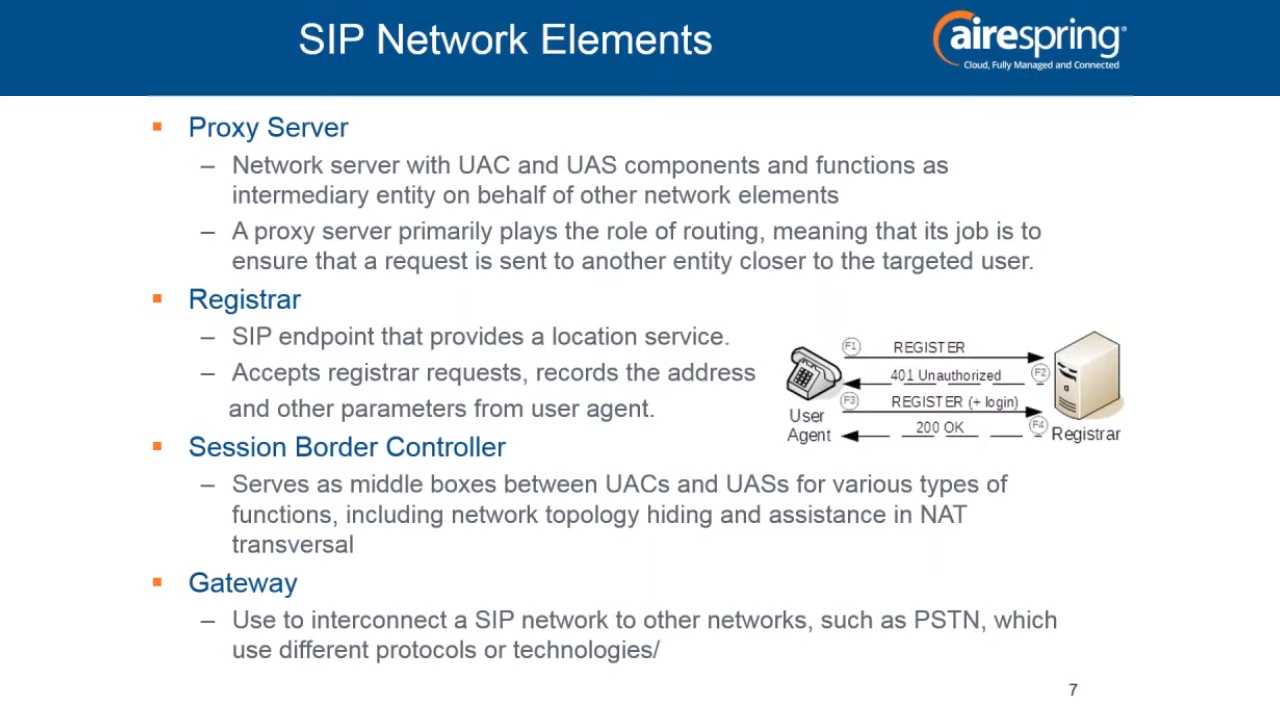 SIP Network Elements
airespring®
Cloud, Fully Managed and Connected
▪ Proxy Server
– Network server with UAC and UAS components and functions as
intermediary entity on behalf of other network elements
– A proxy server primarily plays the role of routing, meaning that its job is to
ensure that a request is sent to another entity closer to the targeted user.
▪ Registrar
– SIP endpoint that provides a location service.
– Accepts registrar requests, records the address
and other parameters from user agent.
F1 REGISTER
401 Unauthorized F2
F3 REGISTER (+ login)
200 OK F4
User
Agent
Registrar
▪ Session Border Controller
– Serves as middle boxes between UACs and UASs for various types of
functions, including network topology hiding and assistance in NAT
transversal
▪ Gateway
– Use to interconnect a SIP network to other networks, such as PSTN, which
use different protocols or technologies/
7